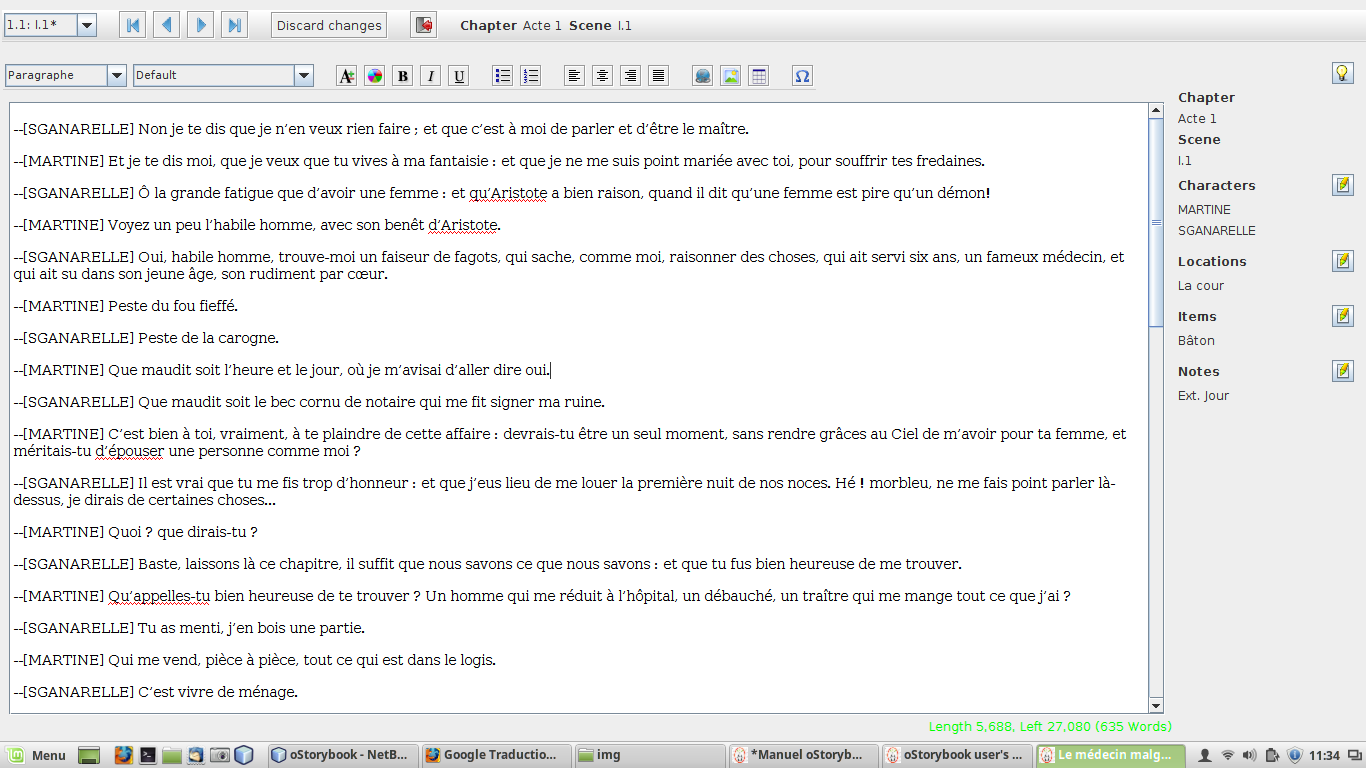 1.1: I.1*
Discard changes
Chapter Acte 1 Scene I.1
Paragraphe
Default
A
B
I
U
Ω
--[SGANARELLE] Non je te dis que je n’en veux rien faire ; et que c’est à moi de parler et d’être le maître.
--[MARTINE] Et je te dis moi, que je veux que tu vives à ma fantaisie : et que je ne me suis point mariée avec toi, pour souffrir tes fredaines.
--[SGANARELLE] Ô la grande fatigue que d’avoir une femme : et qu’Aristote a bien raison, quand il dit qu’une femme est pire qu’un démon!
--[MARTINE] Voyez un peu l’habile homme, avec son benêt d’Aristote.
--[SGANARELLE] Oui, habile homme, trouve-moi un faiseur de fagots, qui sache, comme moi, raisonner des choses, qui ait servi six ans, un fameux médecin, et
qui ait su dans son jeune âge, son rudiment par cœur.
--[MARTINE] Peste du fou fieffé.
--[SGANARELLE] Peste de la carogne.
--[MARTINE] Que maudit soit l’heure et le jour, où je m’avisai d’aller dire oui.
--[SGANARELLE] Que maudit soit le bec cornu de notaire qui me fit signer ma ruine.
--[MARTINE] C’est bien à toi, vraiment, à te plaindre de cette affaire : devrais-tu être un seul moment, sans rendre grâces au Ciel de m’avoir pour ta femme, et
méritais-tu d’épouser une personne comme moi ?
--[SGANARELLE] Il est vrai que tu me fis trop d’honneur : et que j’eus lieu de me louer la première nuit de nos noces. Hé ! morbleu, ne me fais point parler là-
dessus, je dirais de certaines choses...
--[MARTINE] Quoi ? que dirais-tu ?
--[SGANARELLE] Baste, laissons là ce chapitre, il suffit que nous savons ce que nous savons : et que tu fus bien heureuse de me trouver.
--[MARTINE] Qu’appelles-tu bien heureuse de te trouver ? Un homme qui me réduit à l’hôpital, un débauché, un traître qui me mange tout ce que j’ai ?
--[SGANARELLE] Tu as menti, j’en bois une partie.
--[MARTINE] Qui me vend, pièce à pièce, tout ce qui est dans le logis.
--[SGANARELLE] C’est vivre de ménage.
Chapter
Acte 1
Scene
I.1
Characters
MARTINE
SGANARELLE
Locations
La cour
Items
Bâton
Notes
Ext. Jour
Length 5,688, Left 27,080 (635 Words)
Menu
oStorybook - NetB...
Google Traductio...
img
*Manuel oStoryb...
oStorybook user's ...
Le médecin malg...
11:34